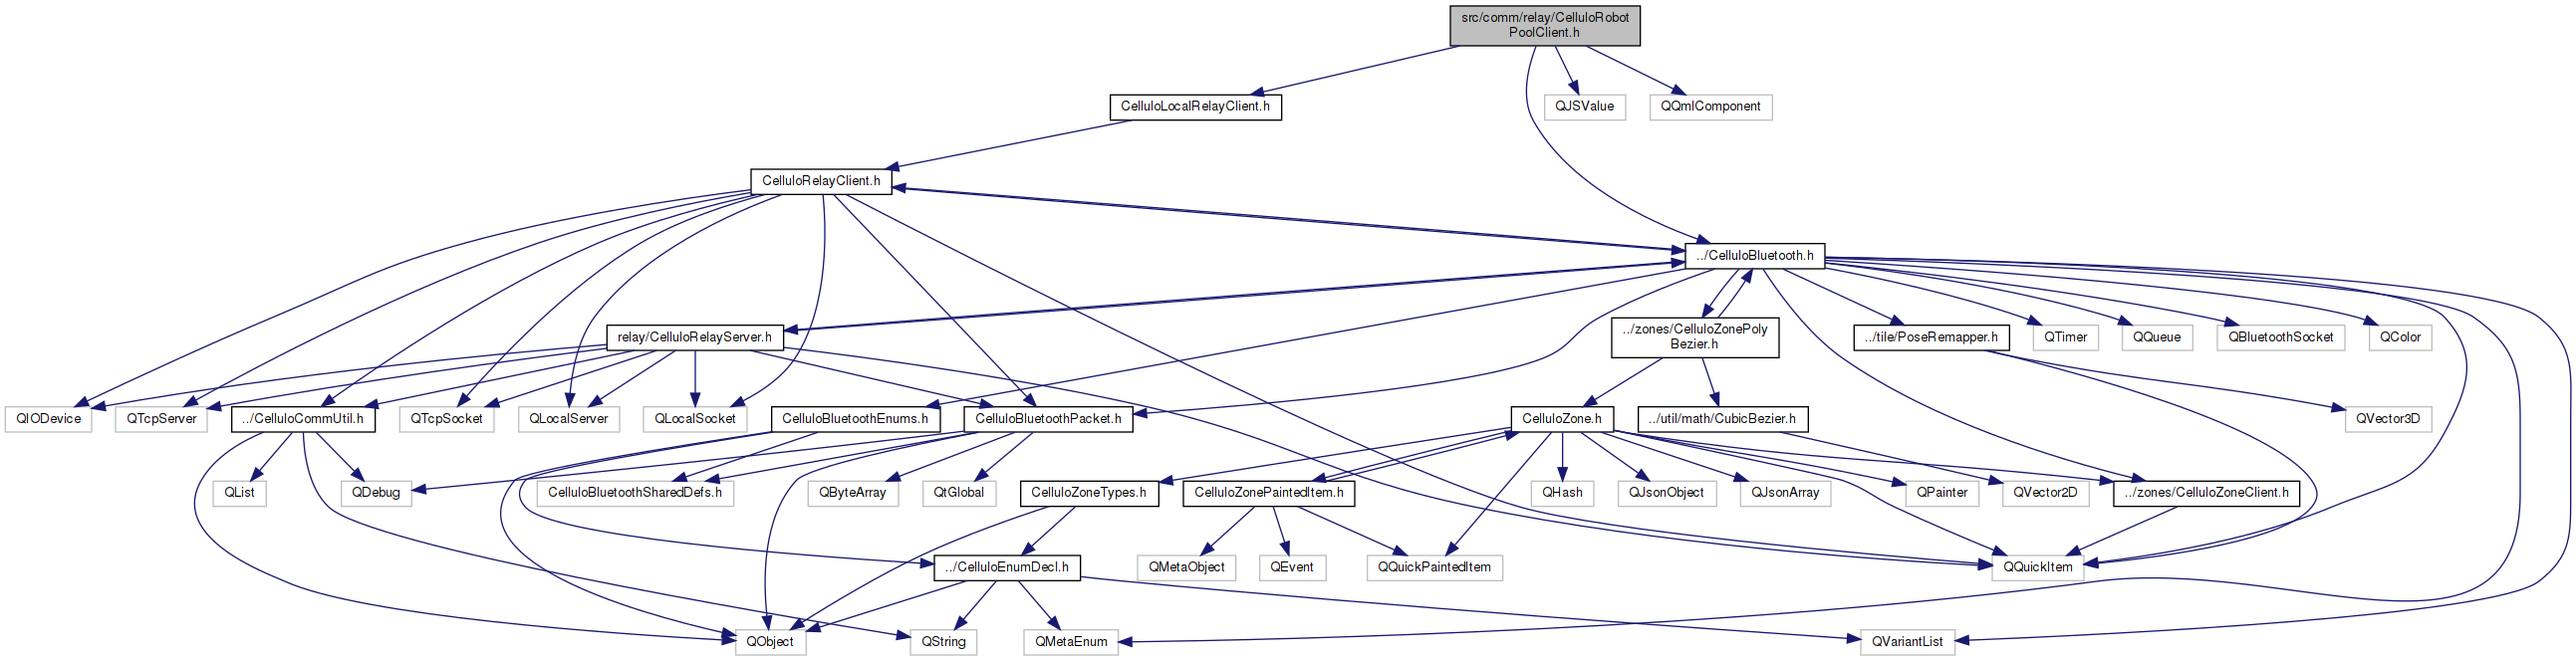 src/comm/relay/CelluloRobot
PoolClient.h
CelluloLocalRelayClient.h
QJSValue
QQmlComponent
CelluloRelayClient.h
../CelluloBluetooth.h
relay/CelluloRelayServer.h
../zones/CelluloZonePoly
Bezier.h
../tile/PoseRemapper.h
QTimer
QQueue
QBluetoothSocket
QColor
QIODevice
QTcpServer
../CelluloCommUtil.h
QTcpSocket
QLocalServer
QLocalSocket
CelluloBluetoothEnums.h
CelluloBluetoothPacket.h
CelluloZone.h
../util/math/CubicBezier.h
QVector3D
QList
QDebug
CelluloBluetoothSharedDefs.h
QByteArray
QtGlobal
CelluloZoneTypes.h
CelluloZonePaintedItem.h
QHash
QJsonObject
QJsonArray
QPainter
QVector2D
../zones/CelluloZoneClient.h
../CelluloEnumDecl.h
QMetaObject
QEvent
QQuickPaintedItem
QQuickItem
QObject
QString
QMetaEnum
QVariantList